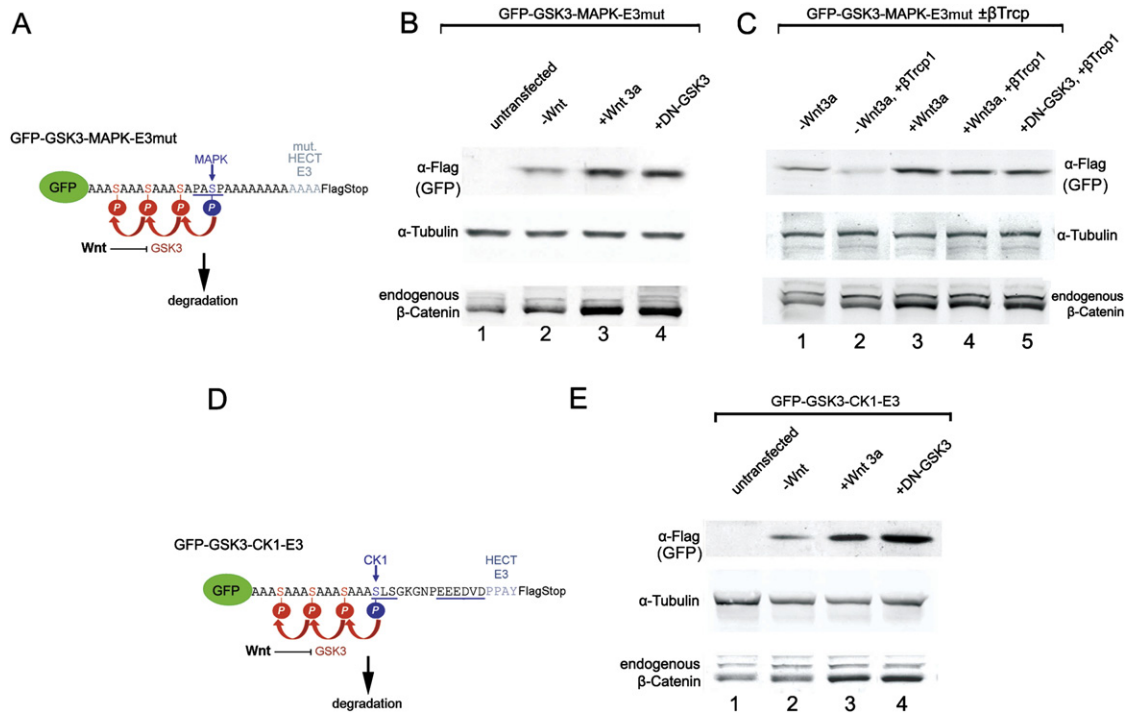 A
GFP-GSK3-MAPK-E3mut
MAPK
mut.
HECT
E3
GFP
AAASAAASAAASAPASPAAAAAAAAAAAAFlagStop
P P P P
Wnt GSK3
degradation
B
GFP-GSK3-MAPK-E3mut
untransfected
-Wnt
+Wnt 3a
+DN-GSK3
α-Flag
(GFP)
α-Tubulin
endogenous
β-Catenin
1 2 3 4
C
GFP-GSK3-MAPK-E3mut ±βTrcp
-Wnt3a
-Wnt3a, +βTrcp1
+Wnt3a
+Wnt3a, +βTrcp1
+DN-GSK3, +βTrcp1
α-Flag
(GFP)
α-Tubulin
endogenous
β-Catenin
1 2 3 4 5
D
GFP-GSK3-CK1-E3
CK1
HECT
E3
GFP
AAASAAASAAASAAASLSGKGNPEEEDVDPPAYFlagStop
P P P P
Wnt GSK3
degradation
E
GFP-GSK3-CK1-E3
untransfected
-Wnt
+Wnt 3a
+DN-GSK3
α-Flag
(GFP)
α-Tubulin
endogenous
β-Catenin
1 2 3 4